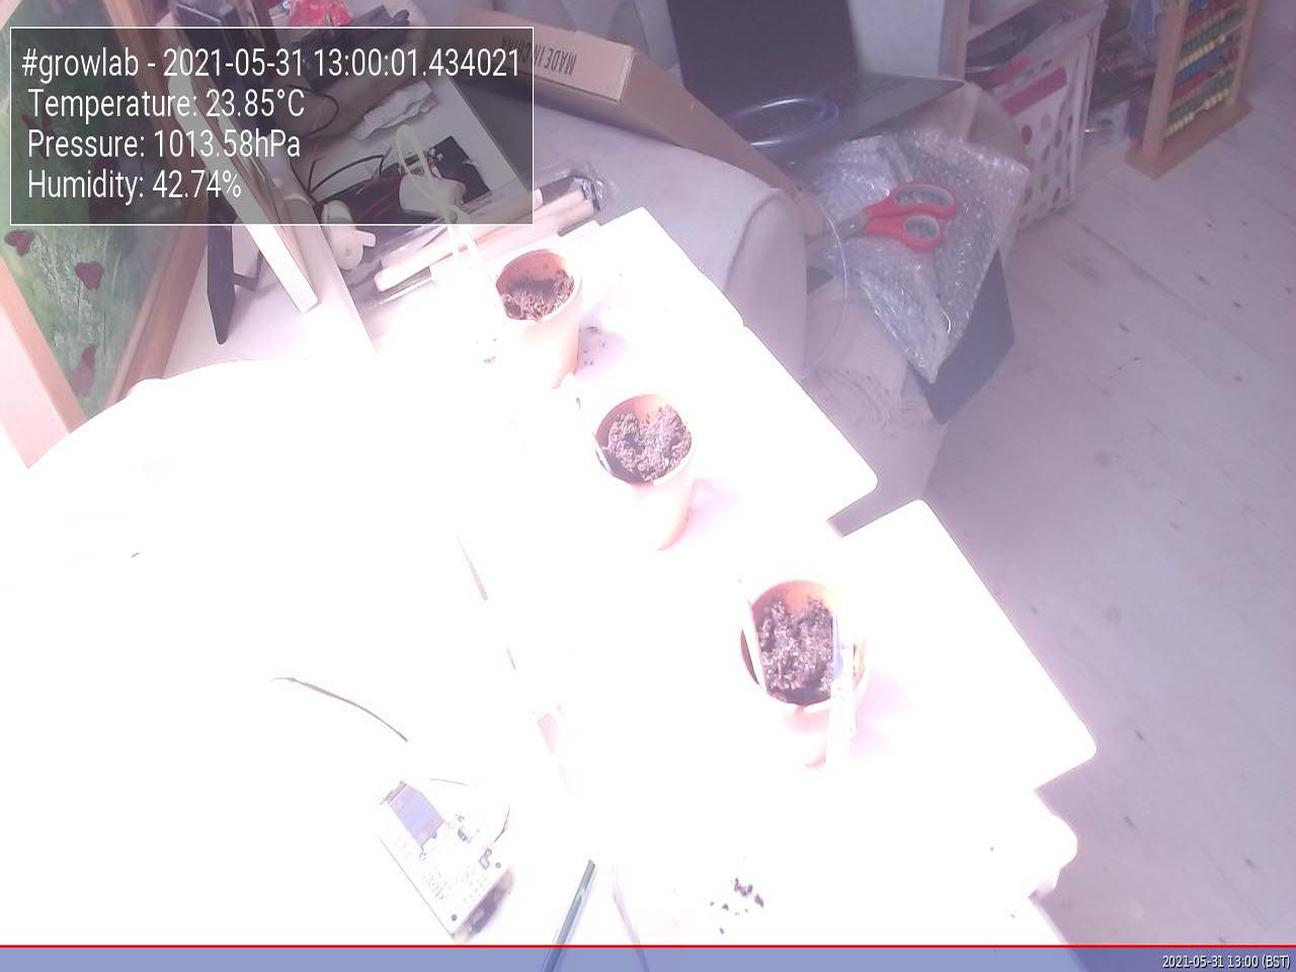 #growlab - 2021-05-31 13:00:01.434021
Temperature: 23.85°C
Pressure: 1013.58hPa
Humidity: 42.74%
MADE IN CHINA
2021-05-31 13:00 (BST)